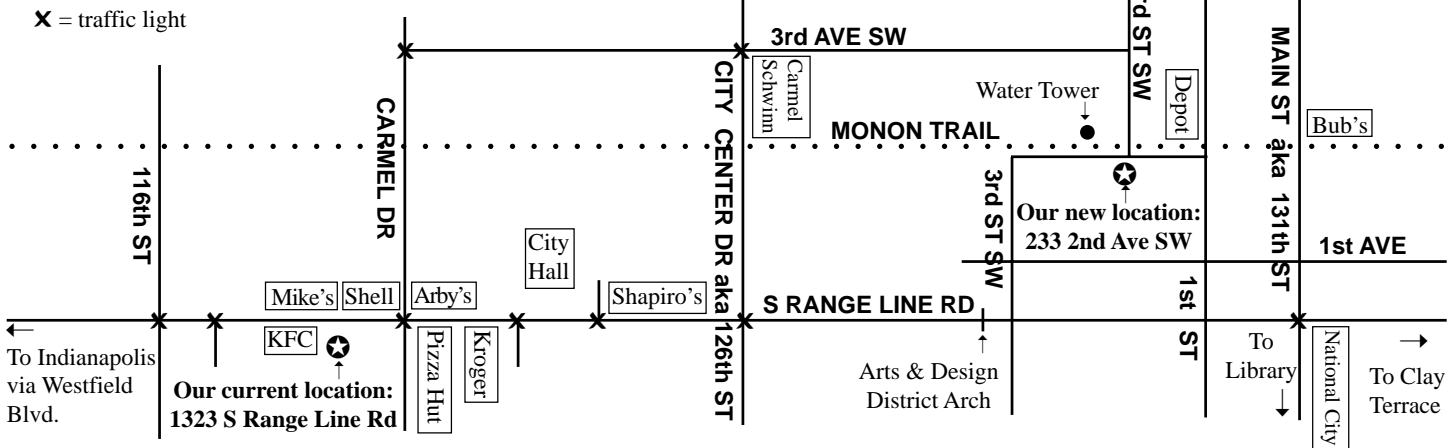 X = traffic light
3rd AVE SW
rd ST SW
CITY CENTER DR aka 126th ST
Carmel
Schwinn
Water Tower
Depot
MAIN ST aka 131th ST
Bub's
CARMEL DR
MONON TRAIL
116th ST
3rd ST SW
Our new location:
233 2nd Ave SW
1st AVE
City
Hall
Mike's
Shell
Arby's
Shapiro's
S RANGE LINE RD
1st ST
KFC
Pizza Hut
Kroger
To Indianapolis
via Westfield
Blvd.
Our current location:
1323 S Range Line Rd
Arts & Design
District Arch
To
Library
National City
To Clay
Terrace